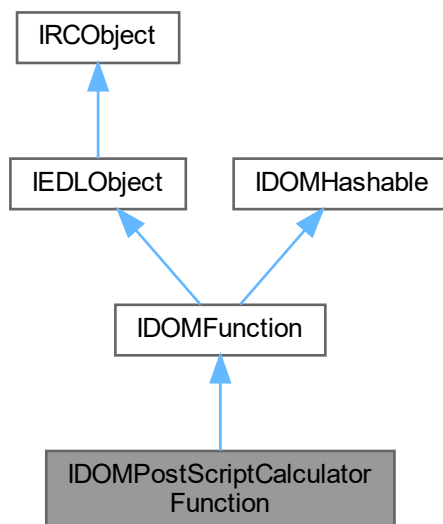 IRCObject
IEDLObject
IDOMHashable
IDOMFunction
IDOMPostScriptCalculator
Function